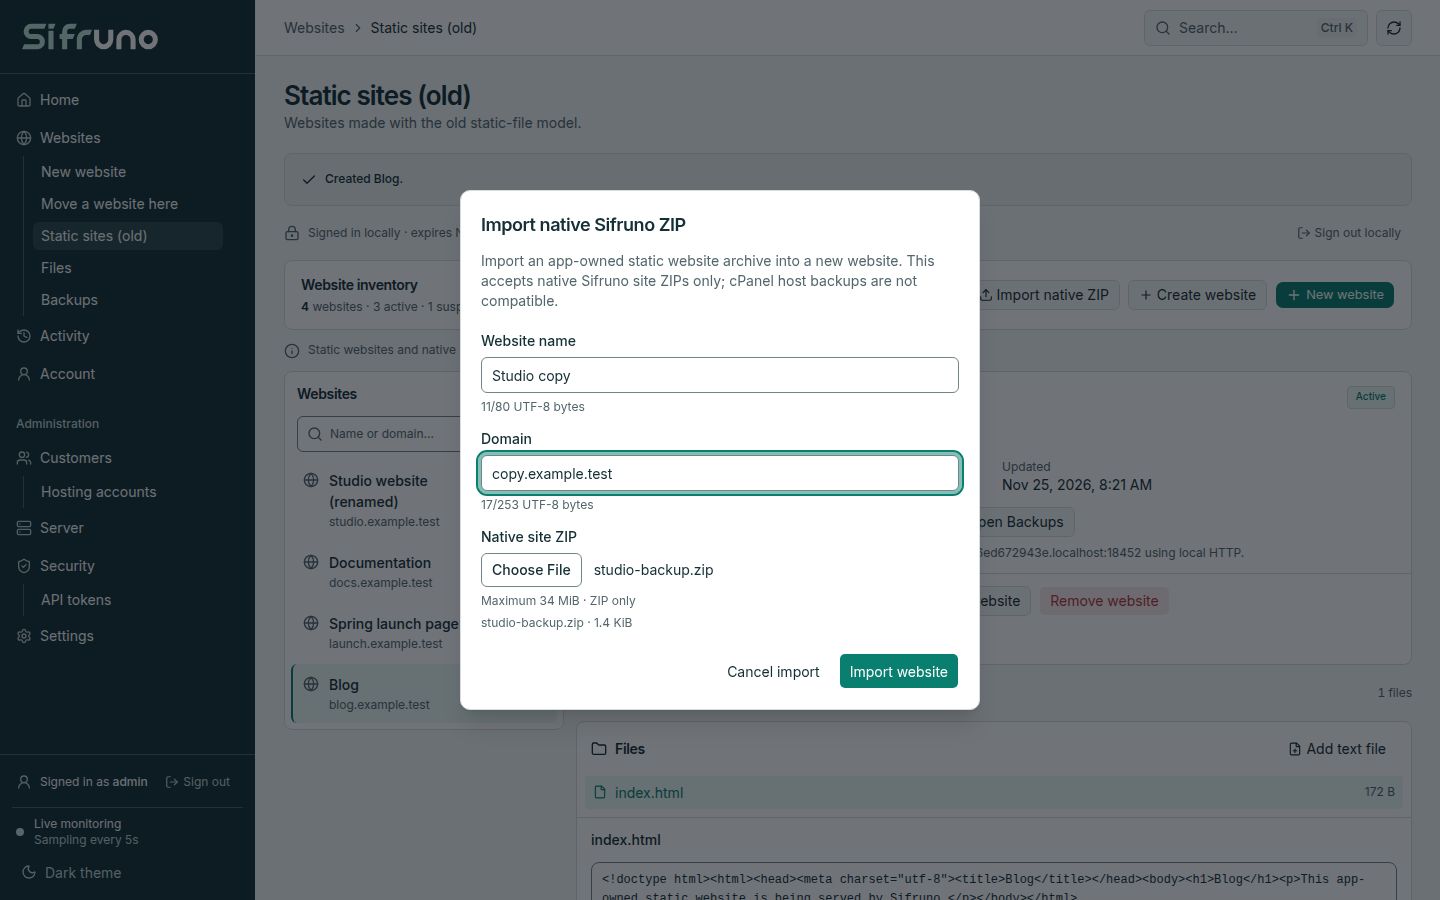 Sifruno
Home
Websites
New website
Move a website here
Static sites (old)
Files
Backups
Activity
Account
Administration
Customers
Hosting accounts
Server
Security
API tokens
Settings
Signed in as admin
Sign out
Live monitoring
Sampling every 5s
Dark theme
Websites > Static sites (old)
Search...
Ctrl K
Static sites (old)
Websites made with the old static-file model.
Created Blog.
Signed in locally · expires
Sign out locally
Website inventory
4 websites · 3 active · 1
Import native ZIP
Create website
New website
Static websites and native
Websites
Name or domain...
Studio website
(renamed)
studio.example.test
Documentation
docs.example.test
Spring launch page
launch.example.test
Blog
blog.example.test
Import native Sifruno ZIP
Import an app-owned static website archive into a new website. This
accepts native Sifruno site ZIPs only; cPanel host backups are not
compatible.
Website name
Studio copy
11/80 UTF-8 bytes
Domain
copy.example.test
17/253 UTF-8 bytes
Native site ZIP
Choose File
studio-backup.zip
Maximum 34 MiB · ZIP only
studio-backup.zip · 1.4 KiB
Cancel import
Import website
Active
Updated
Nov 25, 2026, 8:21 AM
Backups
ed672943e.localhost:18452 using local HTTP.
Remove website
1 files
Files
Add text file
index.html
172 B
index.html
<!doctype html><html><head><meta charset="utf-8"><title>Blog</title></head><body><h1>Blog</h1><p>This app-
owned static website is being served by Sifruno.</p></body></html>